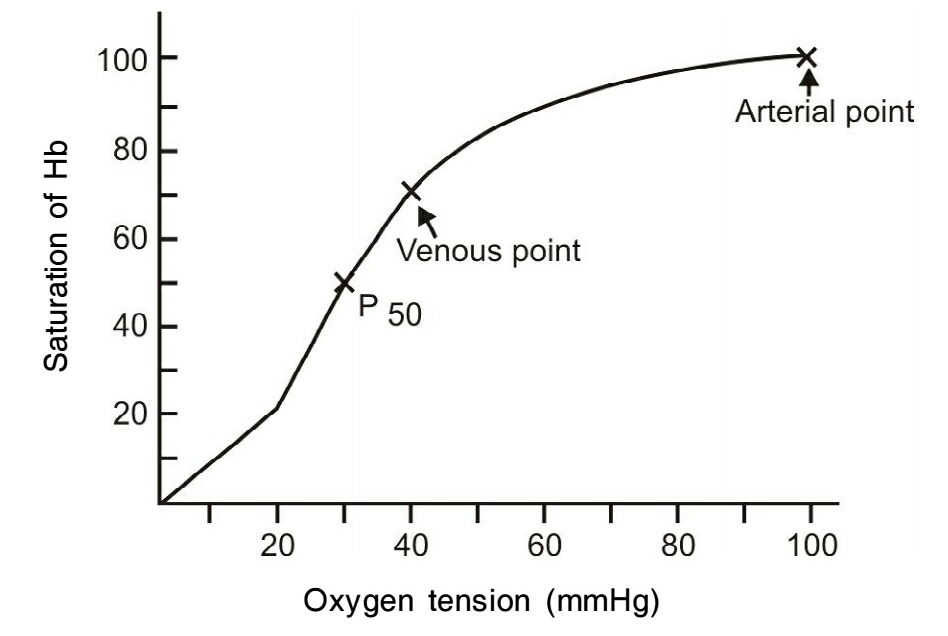 100
Arterial point
80
60
Venous point
P 50
40
20
Saturation of Hb
20 40 60 80 100
Oxygen tension (mmHg)